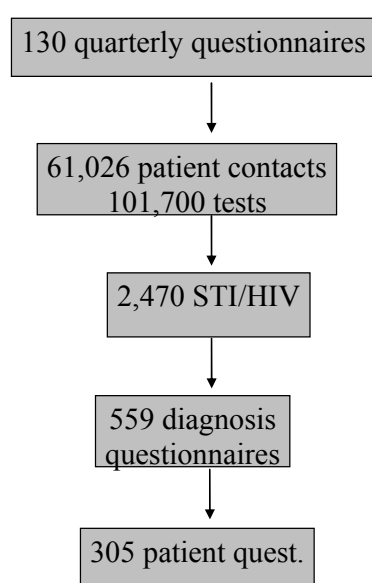 130 quarterly questionnaires
61,026 patient contacts
101,700 tests
2,470 STI/HIV
559 diagnosis
questionnaires
305 patient quest.